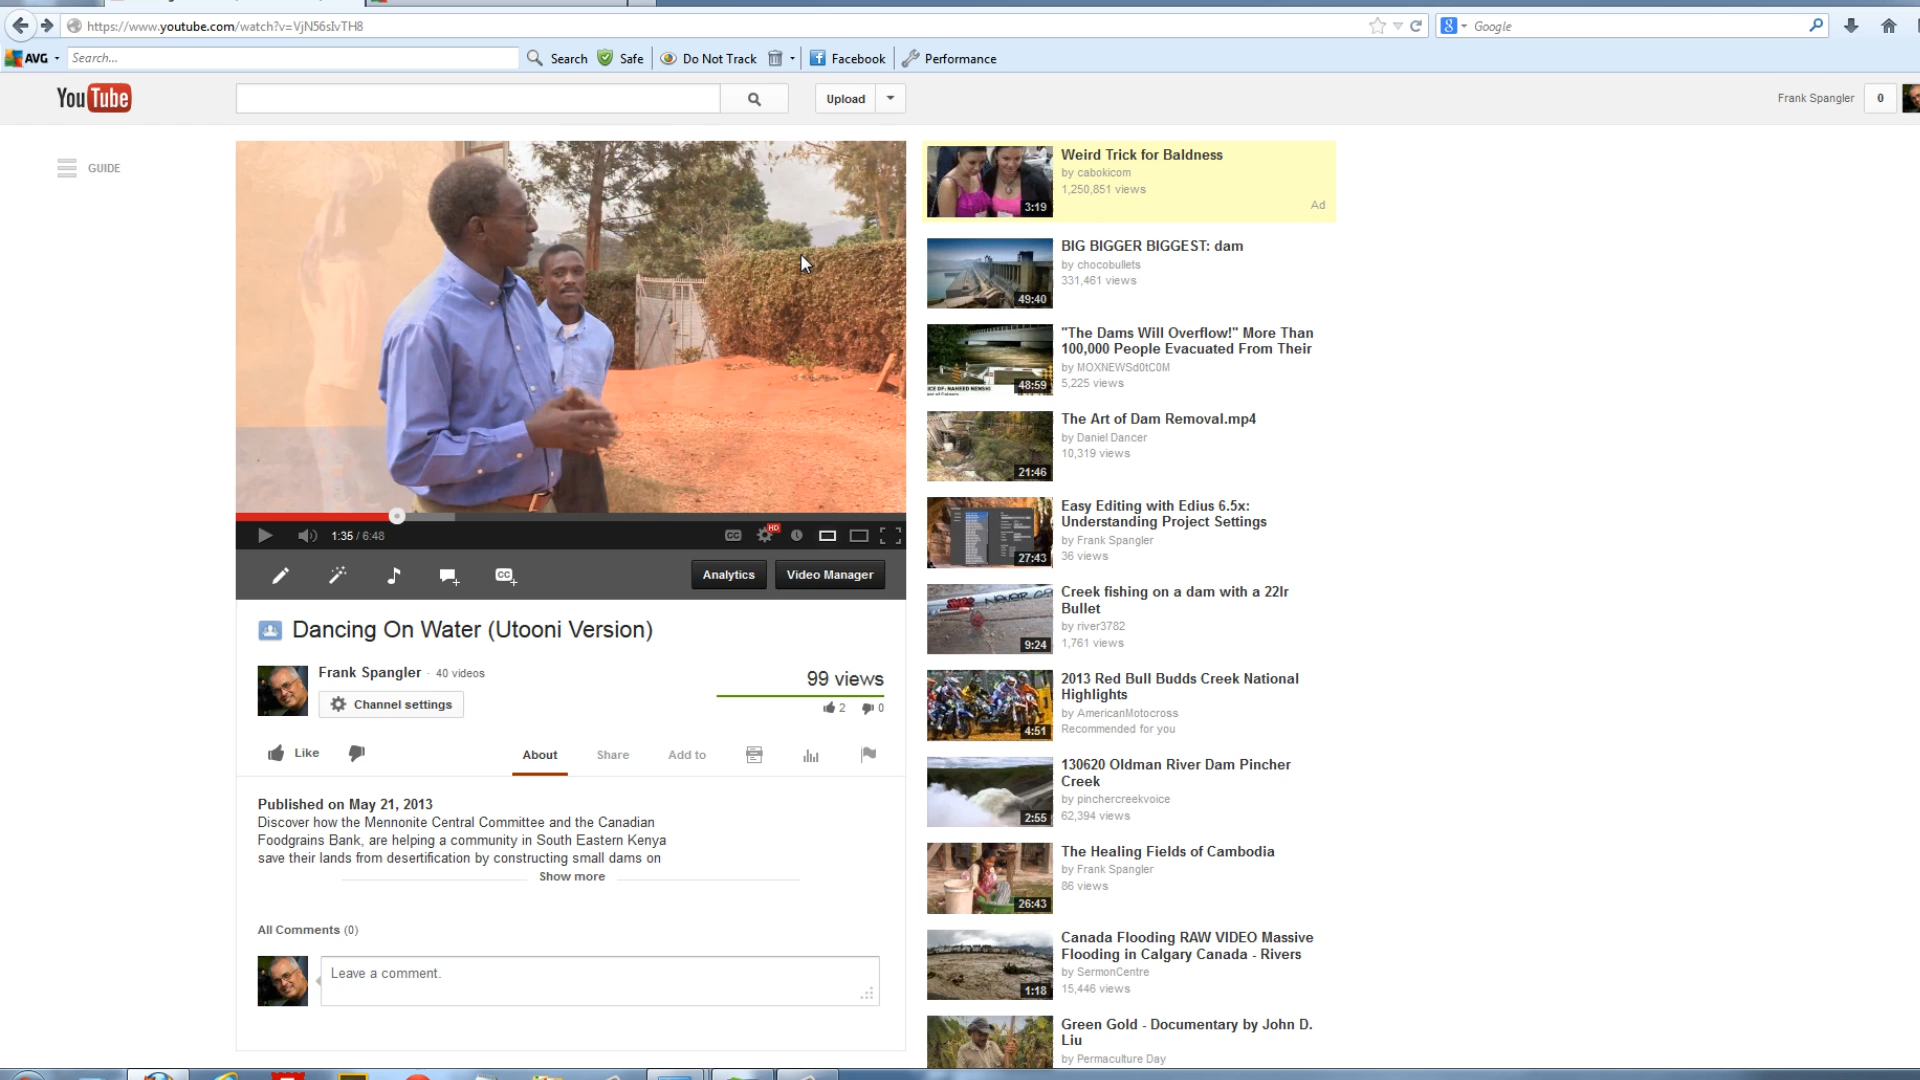 https://www.youtube.com/watch?v=VjN56sIvTH8
Google
AVG
Search...
Search
Safe
Do Not Track
Facebook
Performance
YouTube
Upload
Frank Spangler
0
GUIDE
Weird Trick for Baldness
by cabokicom
1,250,851 views
Ad
3:19
BIG BIGGER BIGGEST: dam
by chocobullets
331,461 views
49:40
"The Dams Will Overflow!" More Than
100,000 People Evacuated From Their
by MOXNEWSd0tC0M
5,225 views
48:59
The Art of Dam Removal.mp4
by Daniel Dancer
10,319 views
21:46
Easy Editing with Edius 6.5x:
Understanding Project Settings
by Frank Spangler
36 views
27:43
Creek fishing on a dam with a 22lr
Bullet
by river3782
1,761 views
9:24
2013 Red Bull Budds Creek National
Highlights
by AmericanMotocross
Recommended for you
4:51
130620 Oldman River Dam Pincher
Creek
by pinchercreekvoice
62,394 views
2:55
The Healing Fields of Cambodia
by Frank Spangler
86 views
26:43
Canada Flooding RAW VIDEO Massive
Flooding in Calgary Canada - Rivers
by SermonCentre
15,446 views
1:18
Green Gold - Documentary by John D.
Liu
by Permaculture Day
1:35 / 6:48
CC
HD
CC
Analytics
Video Manager
Dancing On Water (Utooni Version)
Frank Spangler - 40 videos
Channel settings
99 views
2
0
Like
About
Share
Add to
Published on May 21, 2013
Discover how the Mennonite Central Committee and the Canadian
Foodgrains Bank, are helping a community in South Eastern Kenya
save their lands from desertification by constructing small dams on
Show more
All Comments (0)
Leave a comment.